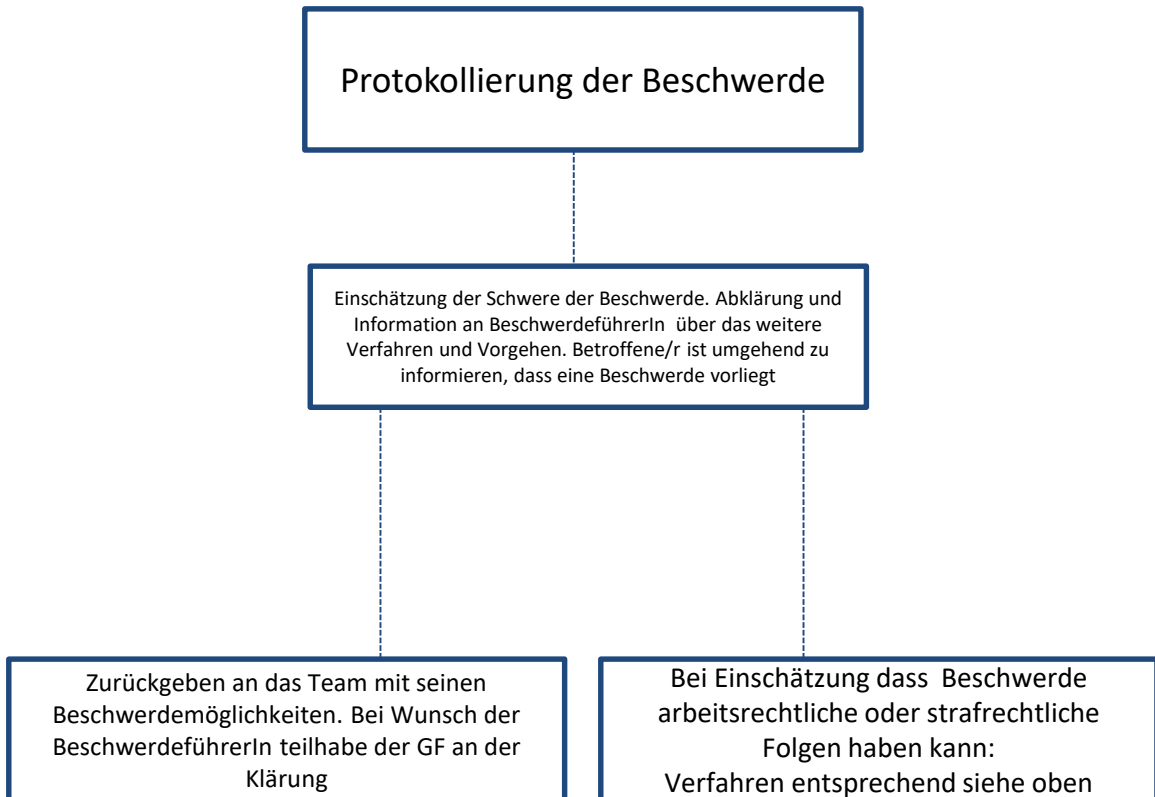 Protokollierung der Beschwerde
Einschätzung der Schwere der Beschwerde. Abklärung und
Information an BeschwerdeführerIn über das weitere
Verfahren und Vorgehen. Betroffene/r ist umgehend zu
informieren, dass eine Beschwerde vorliegt
Zurückgeben an das Team mit seinen
Beschwerdemöglichkeiten. Bei Wunsch der
BeschwerdeführerIn teilhabe der GF an der
Klärung
Bei Einschätzung dass Beschwerde
arbeitsrechtliche oder strafrechtliche
Folgen haben kann:
Verfahren entsprechend siehe oben